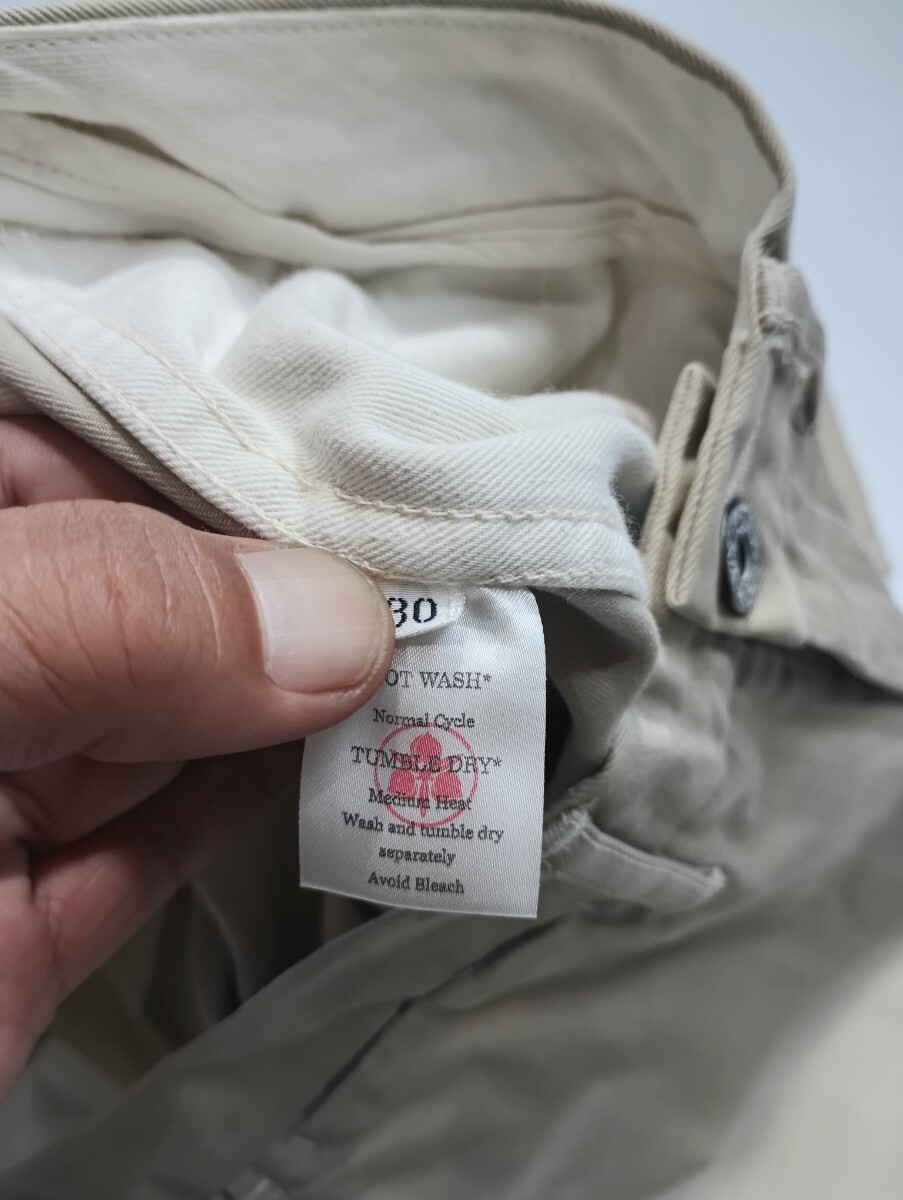 30
OT WASH*
Normal Cycle
TUMBLE DRY*
Medium Heat
Wash and tumble dry
separately
Avoid Bleach